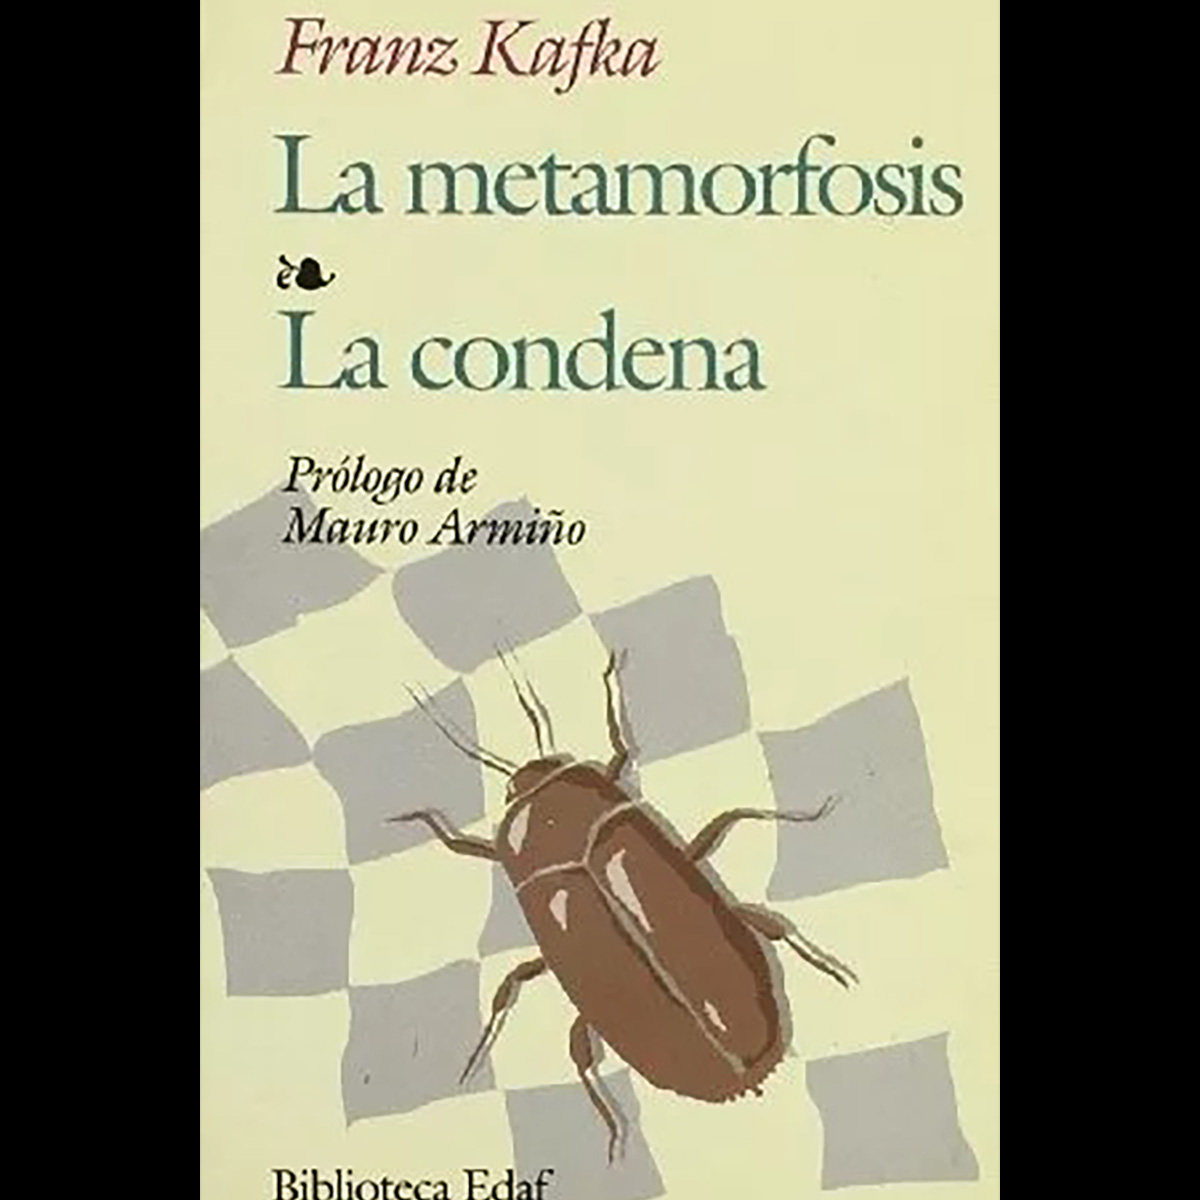 Franz Kafka
La metamorfosis
La condena
Prólogo de
Mauro Armiño
Biblioteca Edaf